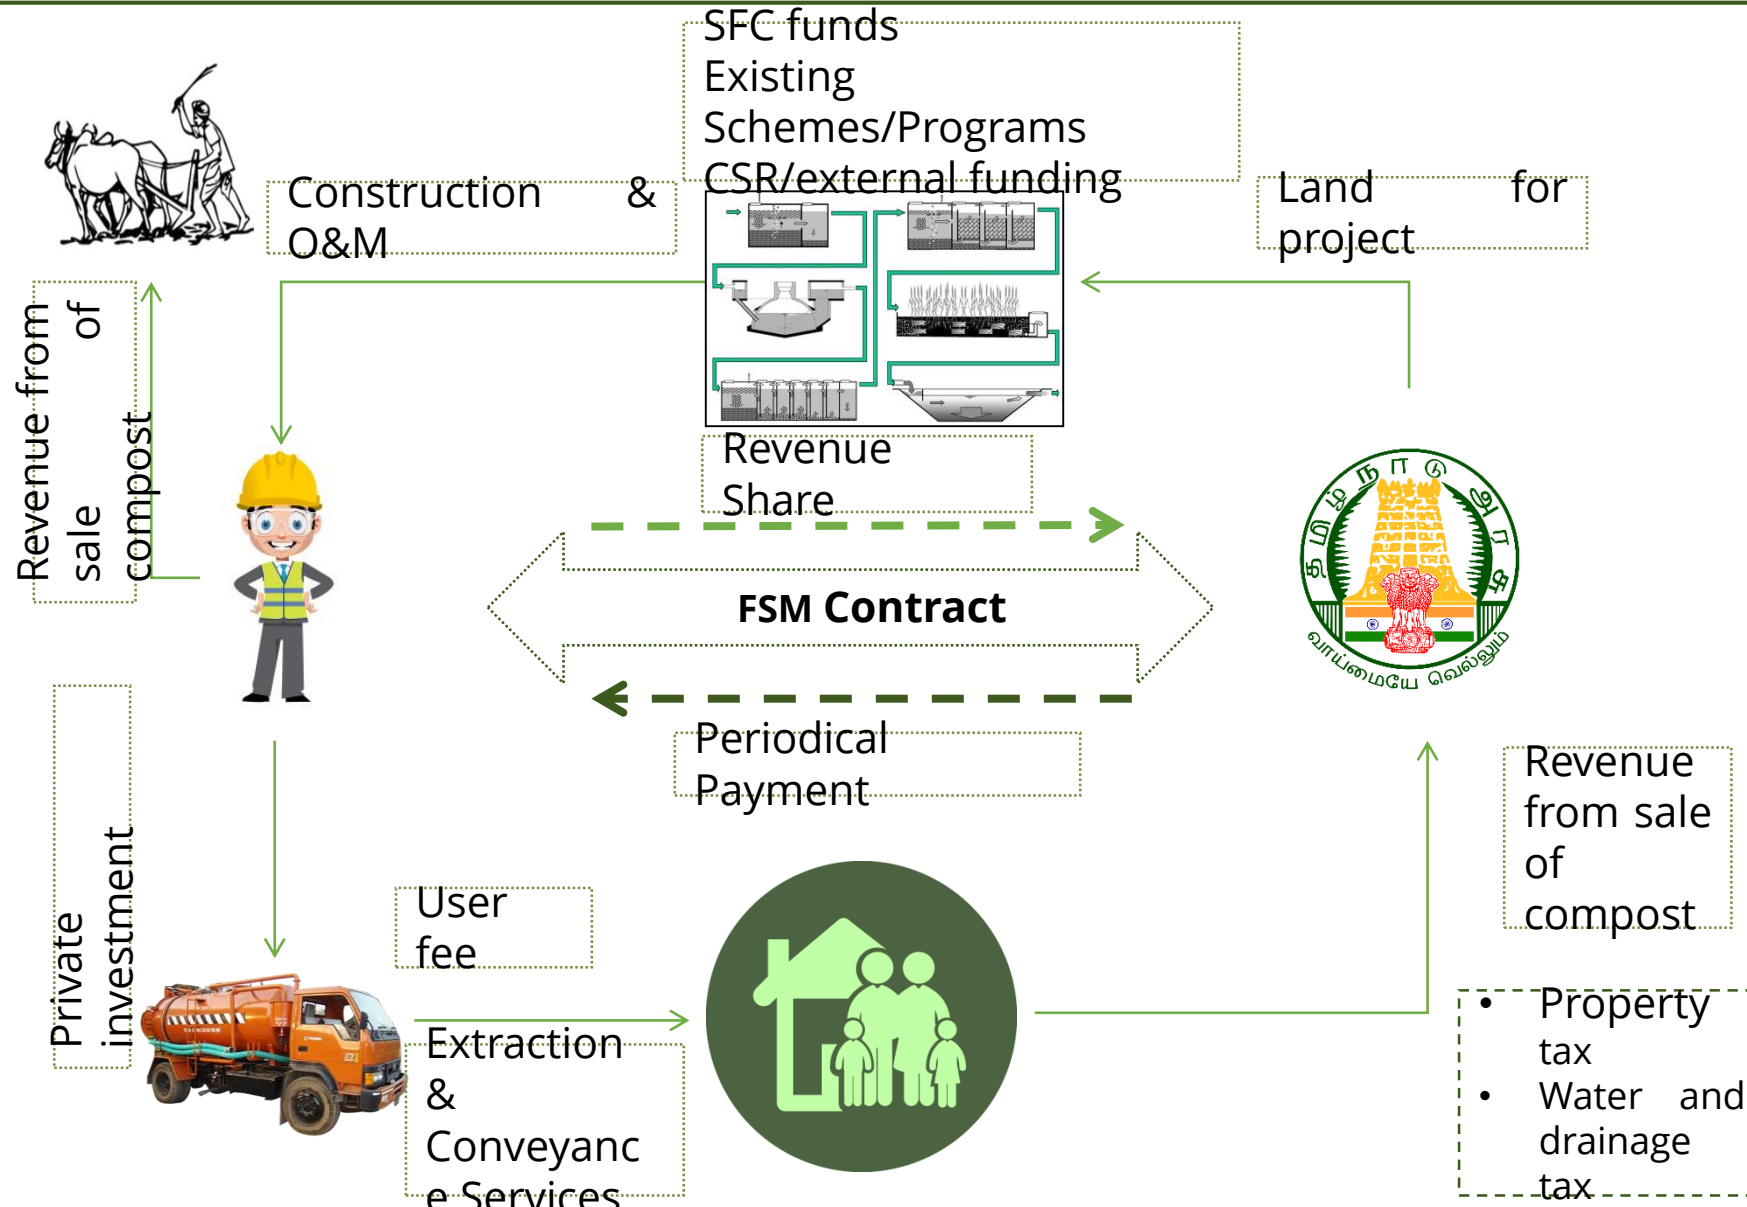 SFC funds
Existing
Schemes/Programs
CSR/external funding
Construction &
O&M
Land for
project
Revenue from
sale of
compost
Revenue
Share
FSM Contract
Periodical
Payment
தமிழ்நாடு அரசு
வாய்மையே வெல்லும்
Private
investment
User
fee
Extraction
&
Conveyanc
e Services
Revenue
from sale
of
compost
• Property
tax
• Water and
drainage
tax